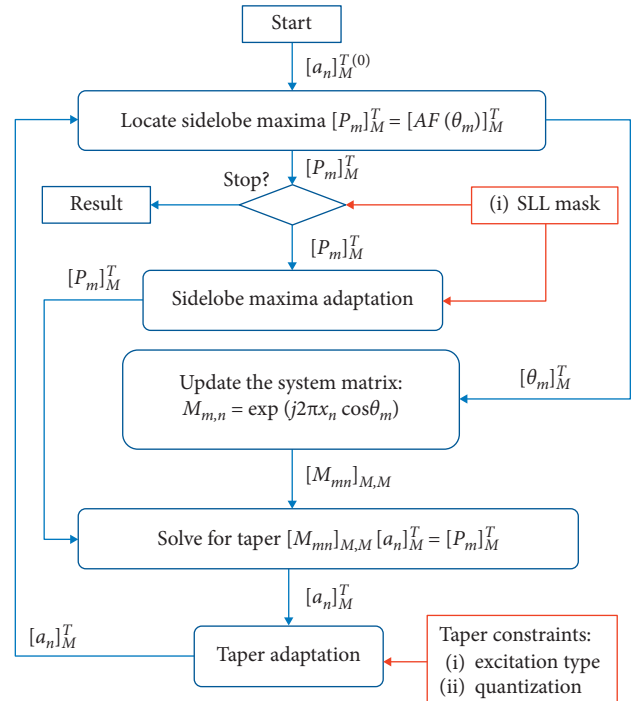 Start
[a_n]_M^{T(0)}
Locate sidelobe maxima [P_m]_M^T = [AF (θ_m)]_M^T
[P_m]_M^T
Stop?
Result
(i) SLL mask
[P_m]_M^T
[P_m]_M^T
Sidelobe maxima adaptation
Update the system matrix:
M_{m,n} = exp (j2πx_n cosθ_m)
[θ_m]_M^T
[M_{mn}]_{M,M}
Solve for taper [M_{mn}]_{M,M} [a_n]_M^T = [P_m]_M^T
[a_n]_M^T
[a_n]_M^T
Taper adaptation
Taper constraints:
(i) excitation type
(ii) quantization